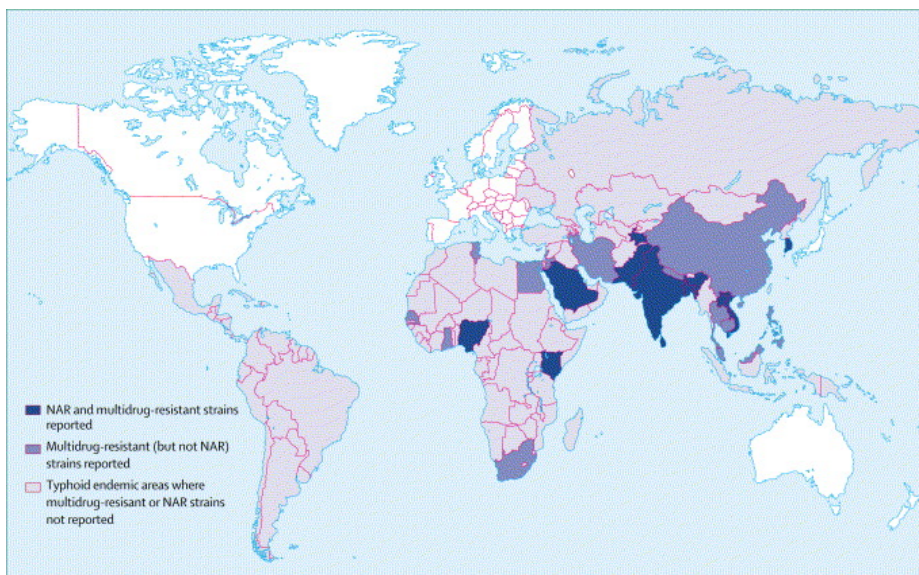 NAR and multidrug-resistant strains
reported
Multidrug-resistant (but not NAR)
strains reported
Typhoid endemic areas where
multidrug-resisant or NAR strains
not reported